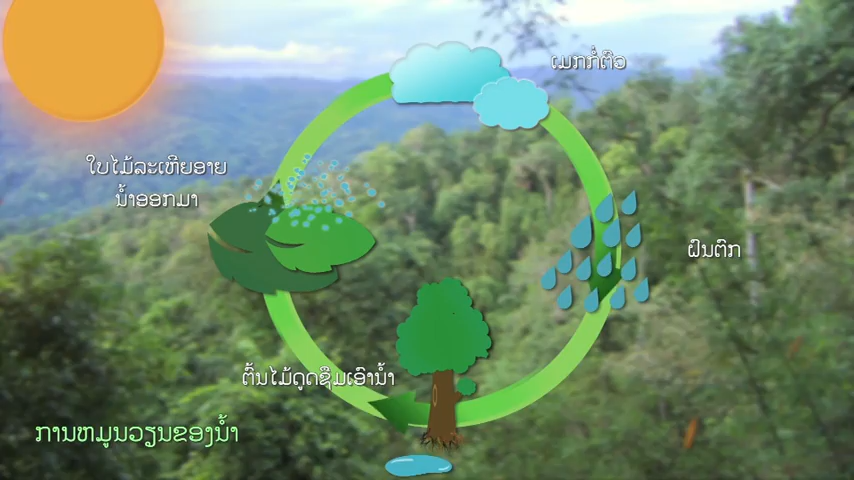 ເມກກໍ່ຕົວ
ໃບໄມ້ລະເຫີຍອາຍ
ນ້ຳອອກມາ
ຝົນຕົກ
ຕົ້ນໄມ້ດູດຊຶມເອົານ້ຳ
ການຫມູນວຽນຂອງນ້ຳ